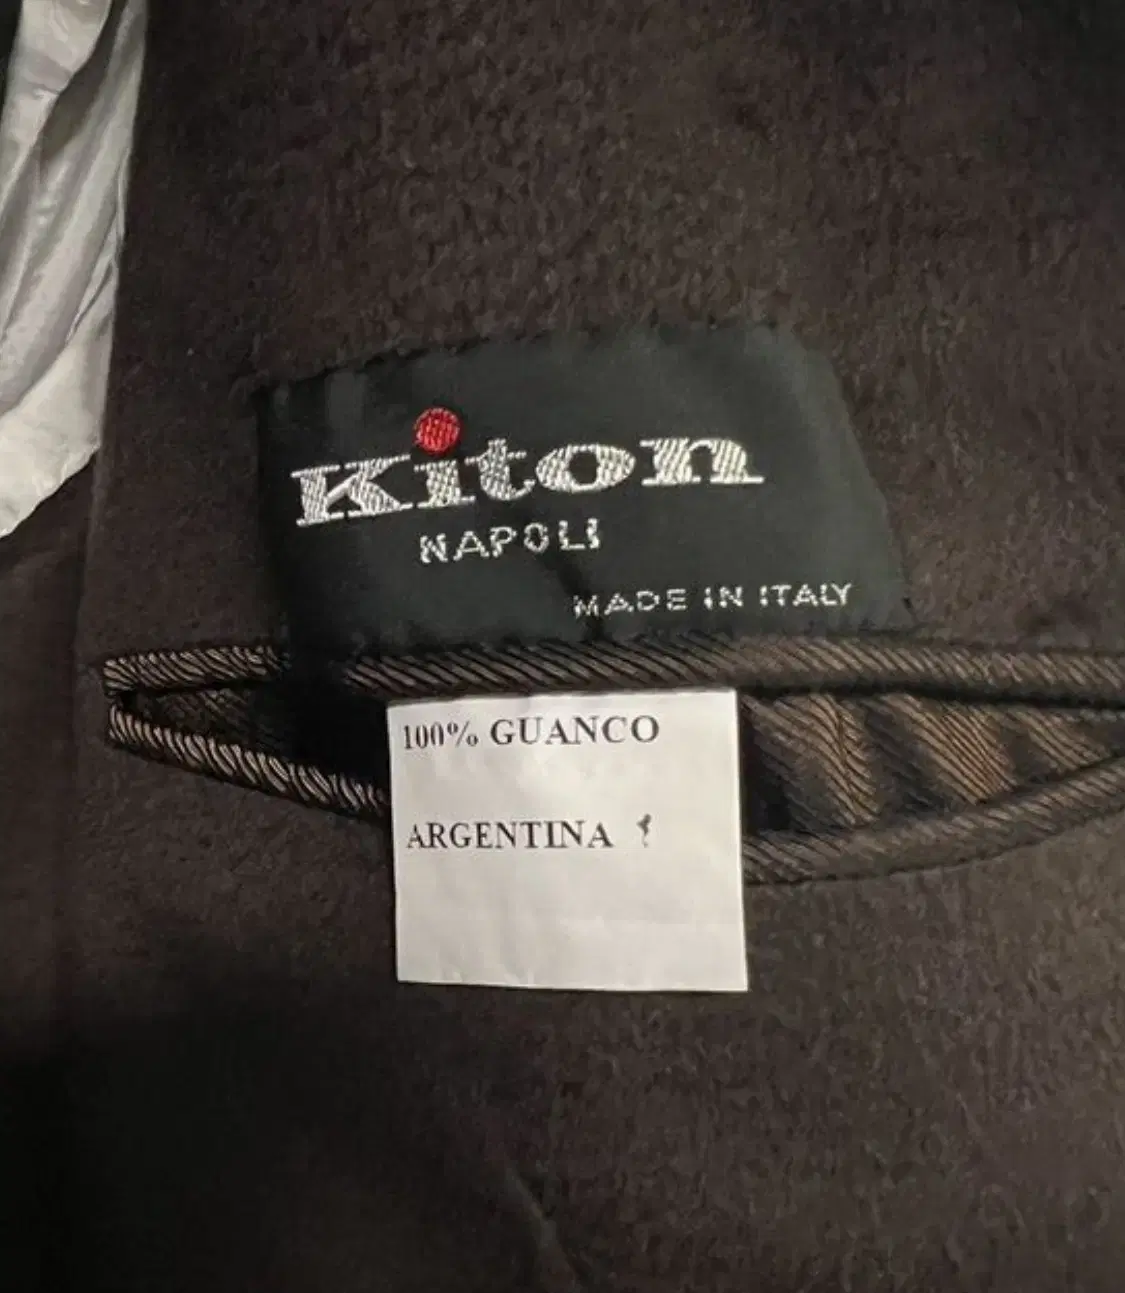 Kiton
NAPOLI
MADE IN ITALY
100% GUANCO
ARGENTINA